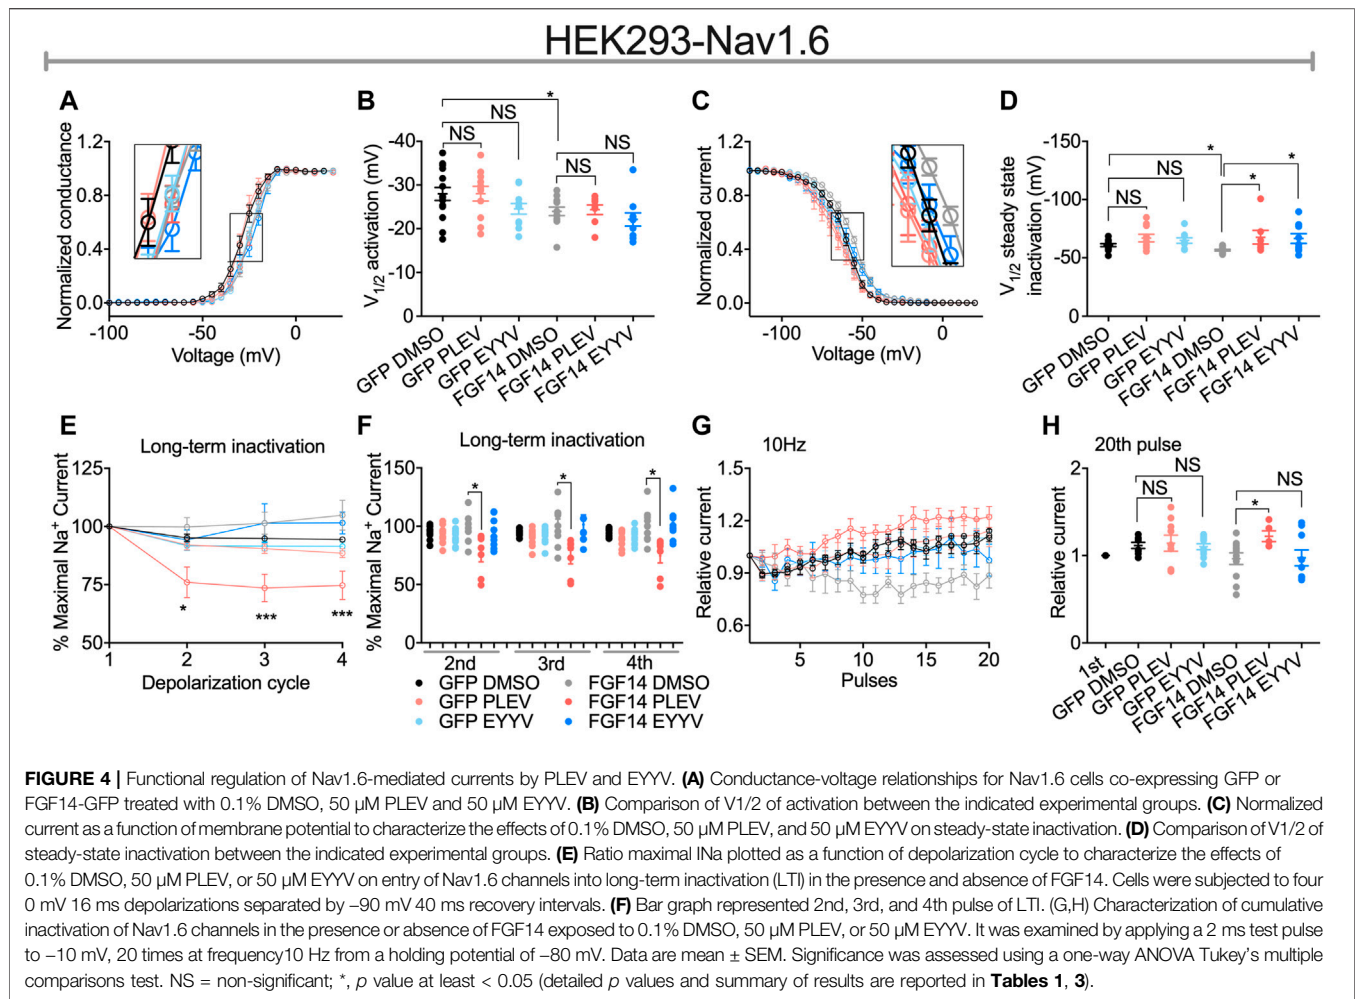 HEK293-Nav1.6
A
Normalized conductance
1.2
0.8
0.4
0.0
-100
-50
0
Voltage (mV)
B
V1/2 activation (mV)
-40
-30
-20
-10
0
*
NS
NS
NS
NS
GFP DMSO
GFP PLEV
GFP EYYV
FGF14 DMSO
FGF14 PLEV
FGF14 EYYV
C
Normalized current
1.2
0.8
0.4
0.0
-100
-50
0
Voltage (mV)
D
V1/2 steady state
inactivation (mV)
-150
-100
-50
0
*
NS
NS
*
*
GFP DMSO
GFP PLEV
GFP EYYV
FGF14 DMSO
FGF14 PLEV
FGF14 EYYV
E
Long-term inactivation
% Maximal Na+ Current
125
100
75
50
*
***
***
1
2
3
4
Depolarization cycle
F
Long-term inactivation
% Maximal Na+ Current
150
100
50
0
*
*
*
2nd
3rd
4th
GFP DMSO
GFP PLEV
GFP EYYV
FGF14 DMSO
FGF14 PLEV
FGF14 EYYV
G
10Hz
Relative current
1.5
1.2
0.9
0.6
5
10
15
20
Pulses
H
20th pulse
Relative current
2
1
0
NS
NS
NS
*
1st
GFP DMSO
GFP PLEV
GFP EYYV
FGF14 DMSO
FGF14 PLEV
FGF14 EYYV
FIGURE 4 | Functional regulation of Nav1.6-mediated currents by PLEV and EYYV. (A) Conductance-voltage relationships for Nav1.6 cells co-expressing GFP or
FGF14-GFP treated with 0.1% DMSO, 50 µM PLEV and 50 µM EYYV. (B) Comparison of V1/2 of activation between the indicated experimental groups. (C) Normalized
current as a function of membrane potential to characterize the effects of 0.1% DMSO, 50 µM PLEV, and 50 µM EYYV on steady-state inactivation. (D) Comparison of V1/2 of
steady-state inactivation between the indicated experimental groups. (E) Ratio maximal INa plotted as a function of depolarization cycle to characterize the effects of
0.1% DMSO, 50 µM PLEV, or 50 µM EYYV on entry of Nav1.6 channels into long-term inactivation (LTI) in the presence and absence of FGF14. Cells were subjected to four
0 mV 16 ms depolarizations separated by −90 mV 40 ms recovery intervals. (F) Bar graph represented 2nd, 3rd, and 4th pulse of LTI. (G,H) Characterization of cumulative
inactivation of Nav1.6 channels in the presence or absence of FGF14 exposed to 0.1% DMSO, 50 µM PLEV, or 50 µM EYYV. It was examined by applying a 2 ms test pulse
to −10 mV, 20 times at frequency10 Hz from a holding potential of −80 mV. Data are mean ± SEM. Significance was assessed using a one-way ANOVA Tukey's multiple
comparisons test. NS = non-significant; *, p value at least < 0.05 (detailed p values and summary of results are reported in Tables 1, 3).